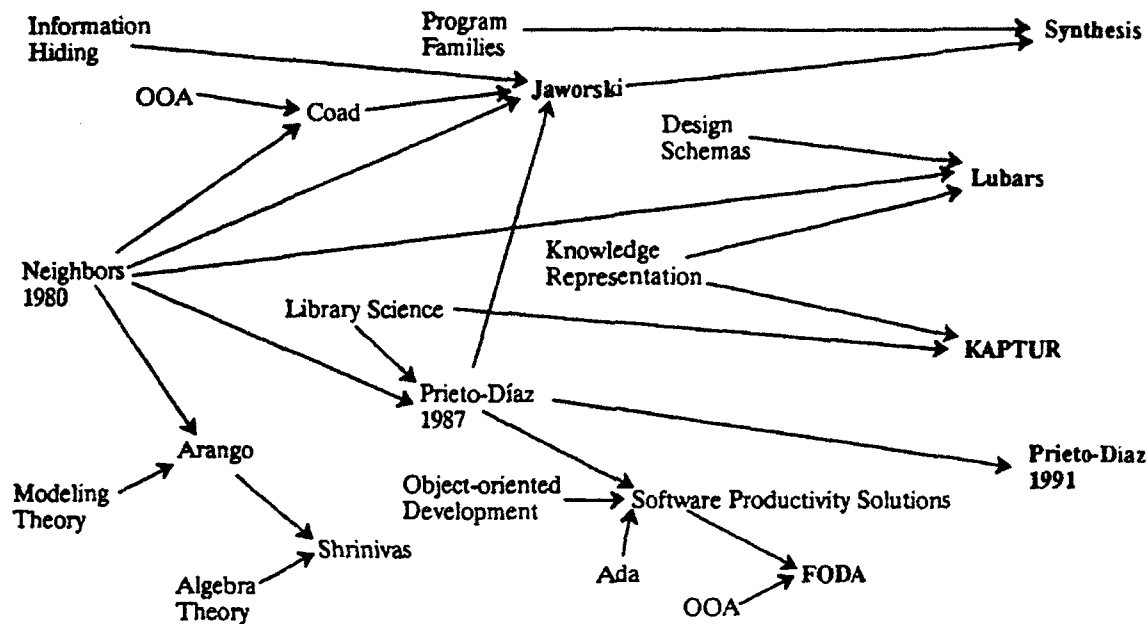 Information
Hiding
Program
Families
Synthesis
OOA
Coad
Jaworski
Design
Schemas
Lubars
Neighbors
1980
Knowledge
Representation
Library Science
KAPTUR
Prieto-Díaz
1987
Arango
Prieto-Diaz
1991
Modeling
Theory
Object-oriented
Development
Software Productivity Solutions
Shrinivas
Algebra
Theory
Ada
FODA
OOA